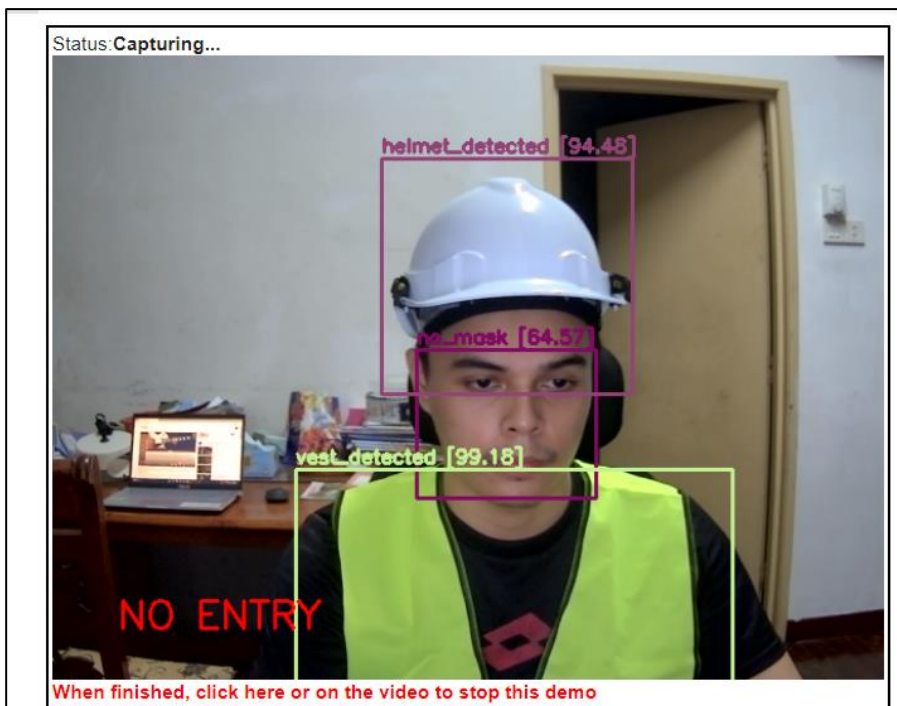 Status:Capturing...
helmet_detected [94.48]
no_mask [64.57]
vest_detected [99.18]
NO ENTRY
When finished, click here or on the video to stop this demo